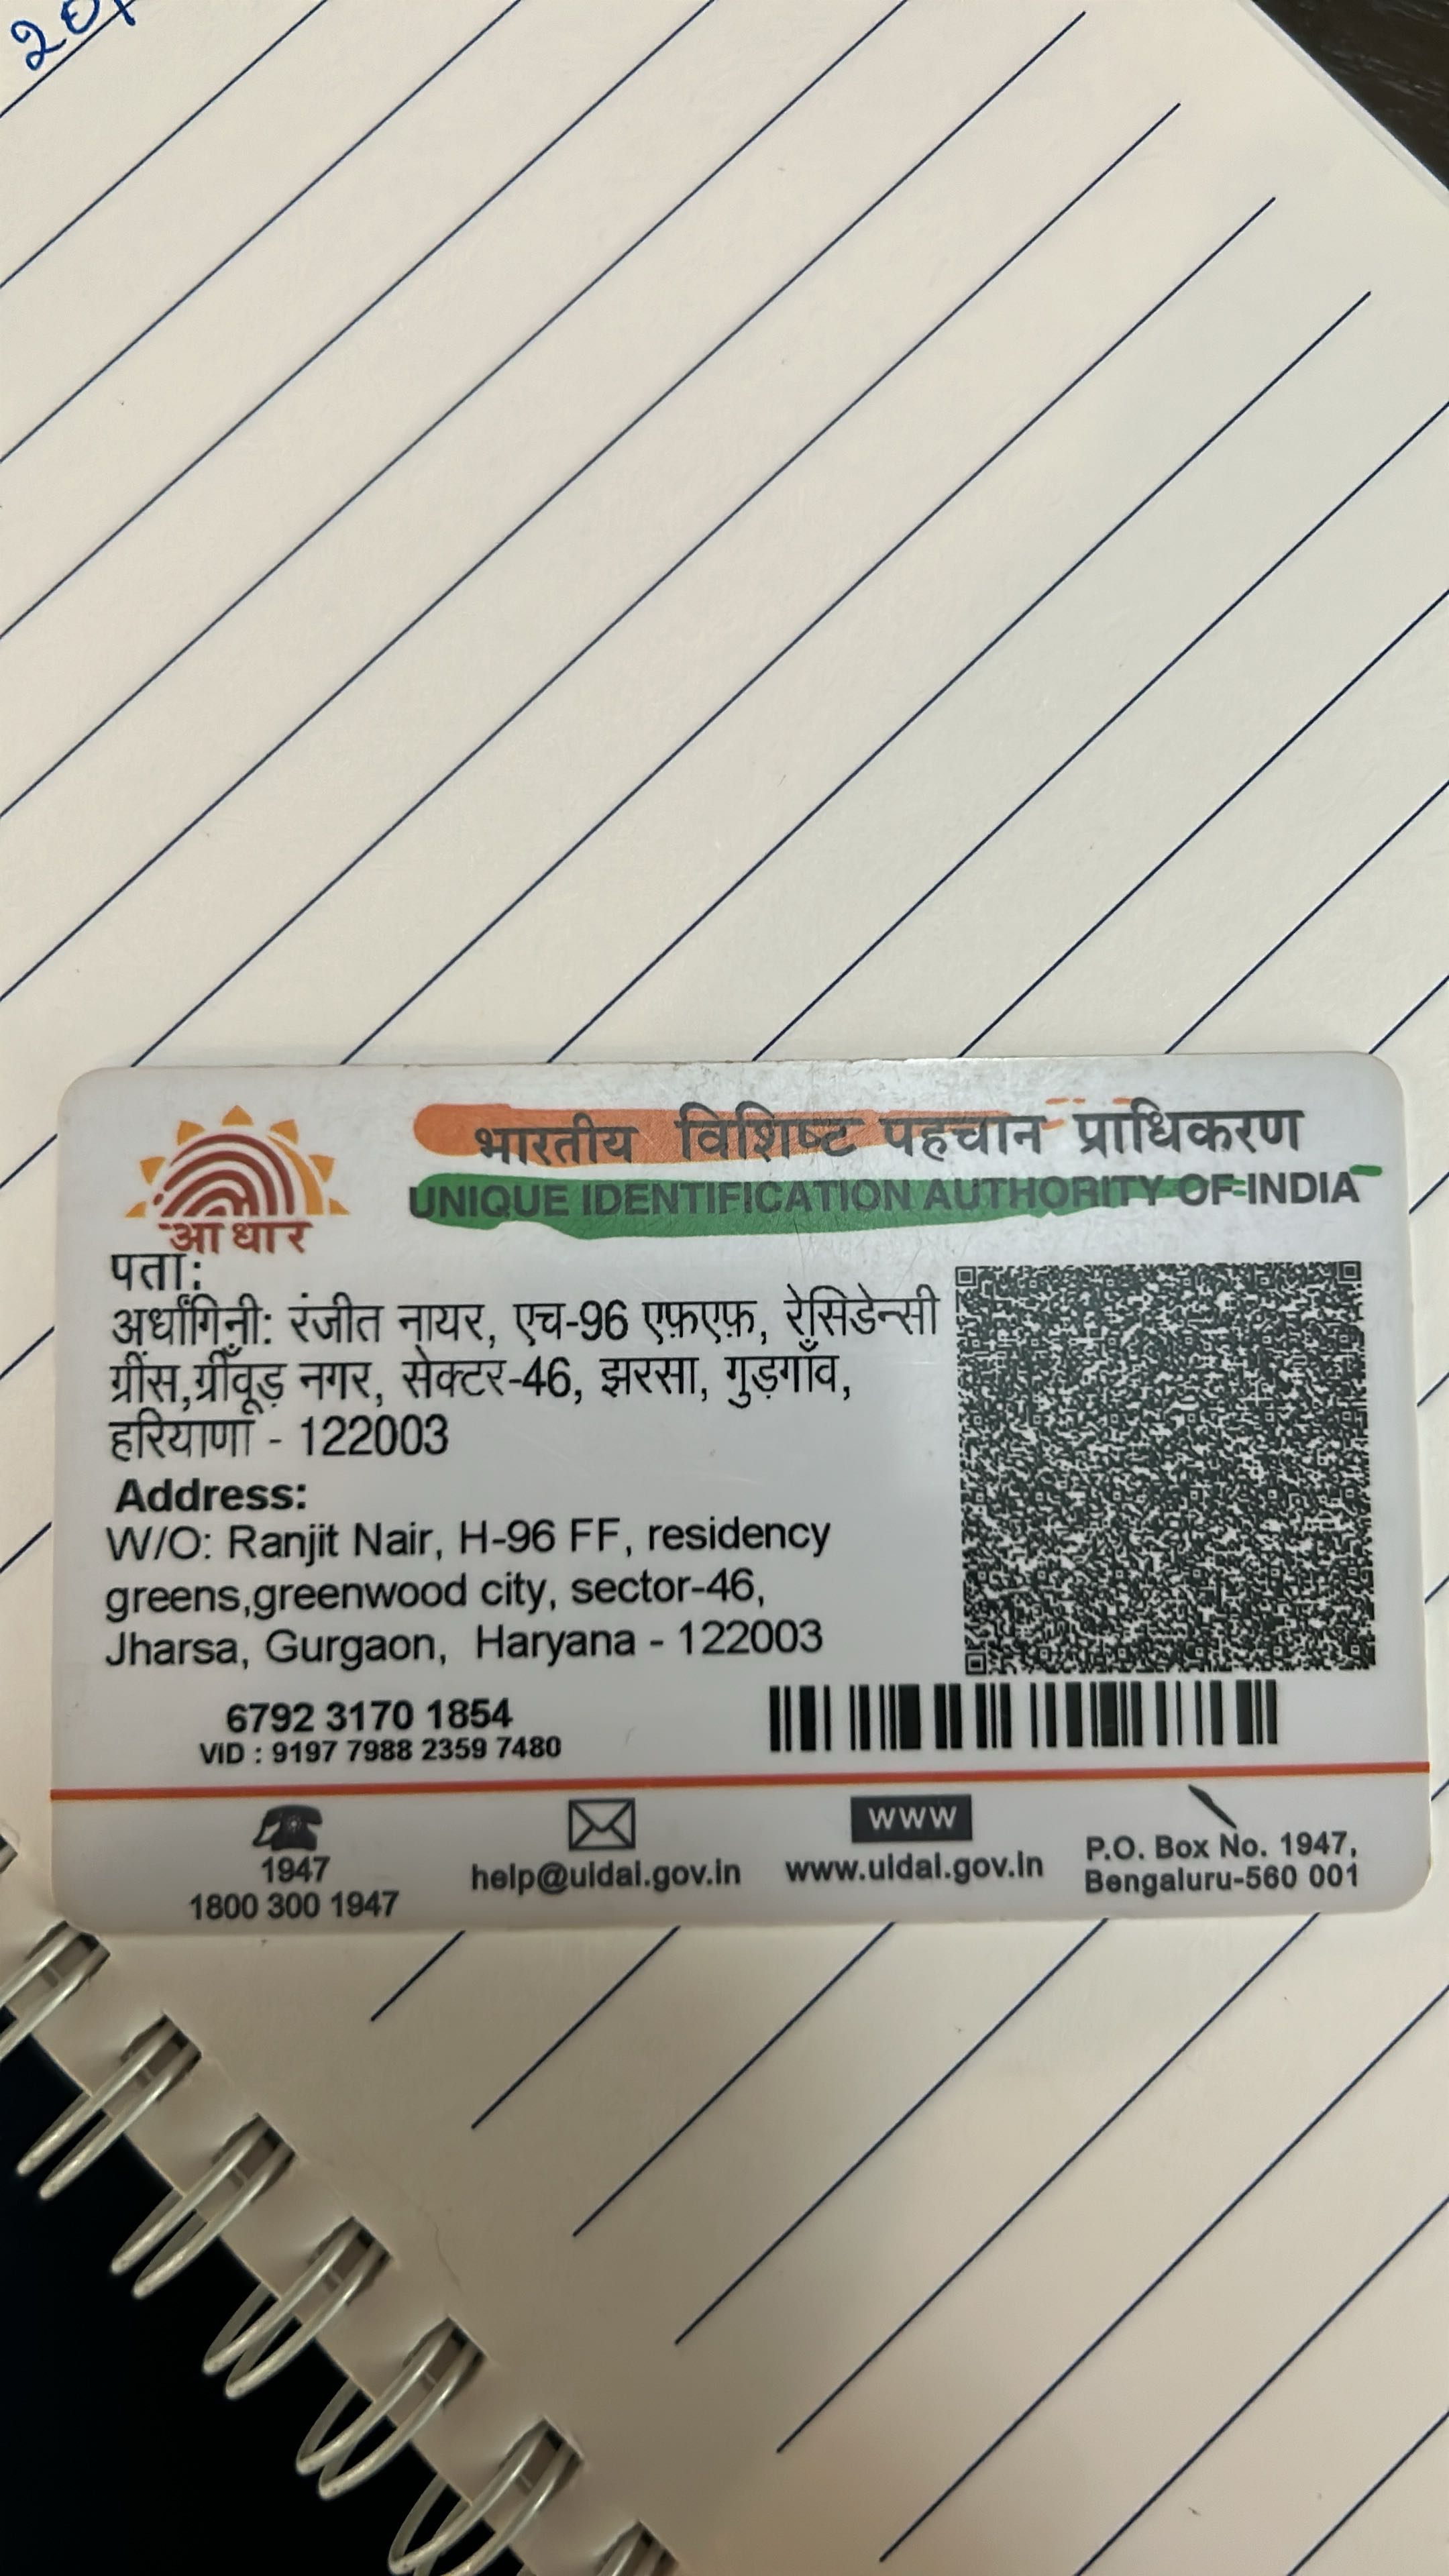 भारतीय विशिष्ट पहचान प्राधिकरण
UNIQUE IDENTIFICATION AUTHORITY OF INDIA
आधार
पता:
अर्धांगिनी: रंजीत नायर, एच-96 एफ़एफ़, रेसिडेन्सी
ग्रींस,ग्रीँवूड़ नगर, सेक्टर-46, झरसा, गुड़गाँव,
हरियाणा - 122003
Address:
W/O: Ranjit Nair, H-96 FF, residency
greens,greenwood city, sector-46,
Jharsa, Gurgaon, Haryana - 122003
6792 3170 1854
VID : 9197 7988 2359 7480
1947
1800 300 1947
help@uidai.gov.in
www
www.uidai.gov.in
P.O. Box No. 1947,
Bengaluru-560 001